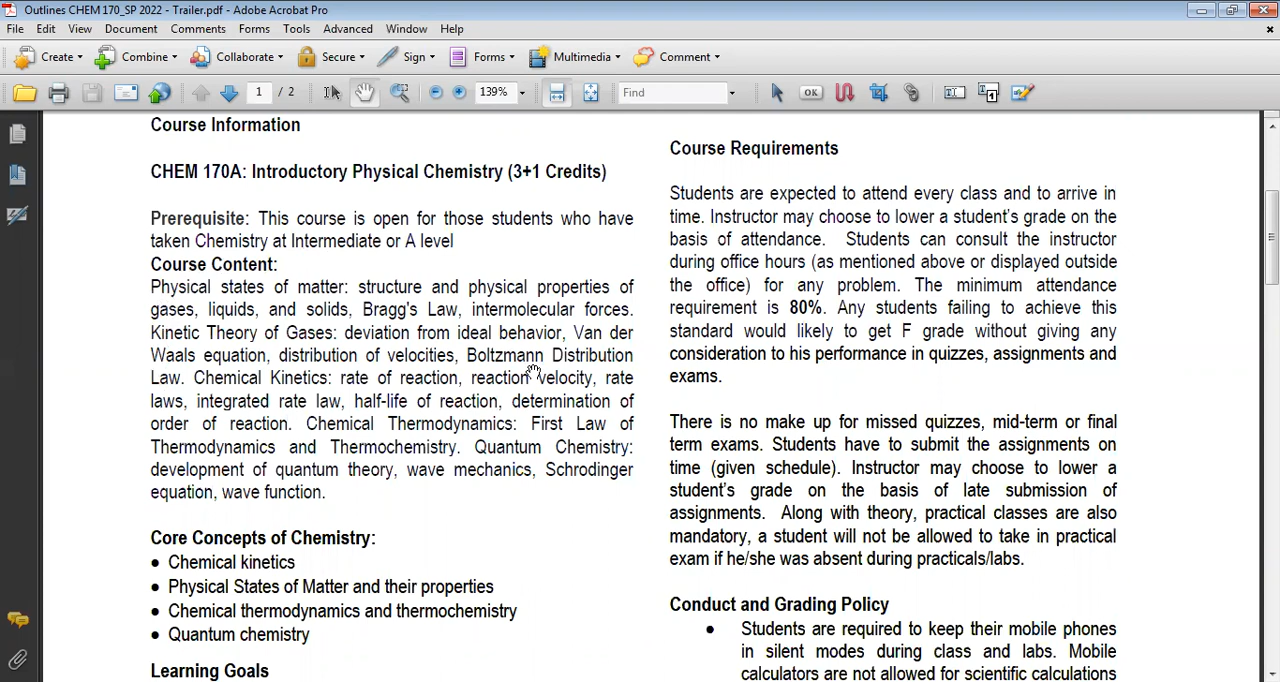 Outlines CHEM 170_SP 2022 - Trailer.pdf - Adobe Acrobat Pro
File Edit View Document Comments Forms Tools Advanced Window Help
Create Combine Collaborate Secure Sign Forms Multimedia Comment
1 / 2 139% Find OK
Course Information
CHEM 170A: Introductory Physical Chemistry (3+1 Credits)
Prerequisite: This course is open for those students who have
taken Chemistry at Intermediate or A level
Course Content:
Physical states of matter: structure and physical properties of
gases, liquids, and solids, Bragg's Law, intermolecular forces.
Kinetic Theory of Gases: deviation from ideal behavior, Van der
Waals equation, distribution of velocities, Boltzmann Distribution
Law. Chemical Kinetics: rate of reaction, reaction velocity, rate
laws, integrated rate law, half-life of reaction, determination of
order of reaction. Chemical Thermodynamics: First Law of
Thermodynamics and Thermochemistry. Quantum Chemistry:
development of quantum theory, wave mechanics, Schrodinger
equation, wave function.
Core Concepts of Chemistry:
• Chemical kinetics
• Physical States of Matter and their properties
• Chemical thermodynamics and thermochemistry
• Quantum chemistry
Learning Goals
Course Requirements
Students are expected to attend every class and to arrive in
time. Instructor may choose to lower a student's grade on the
basis of attendance. Students can consult the instructor
during office hours (as mentioned above or displayed outside
the office) for any problem. The minimum attendance
requirement is 80%. Any students failing to achieve this
standard would likely to get F grade without giving any
consideration to his performance in quizzes, assignments and
exams.
There is no make up for missed quizzes, mid-term or final
term exams. Students have to submit the assignments on
time (given schedule). Instructor may choose to lower a
student's grade on the basis of late submission of
assignments. Along with theory, practical classes are also
mandatory, a student will not be allowed to take in practical
exam if he/she was absent during practicals/labs.
Conduct and Grading Policy
• Students are required to keep their mobile phones
in silent modes during class and labs. Mobile
calculators are not allowed for scientific calculations